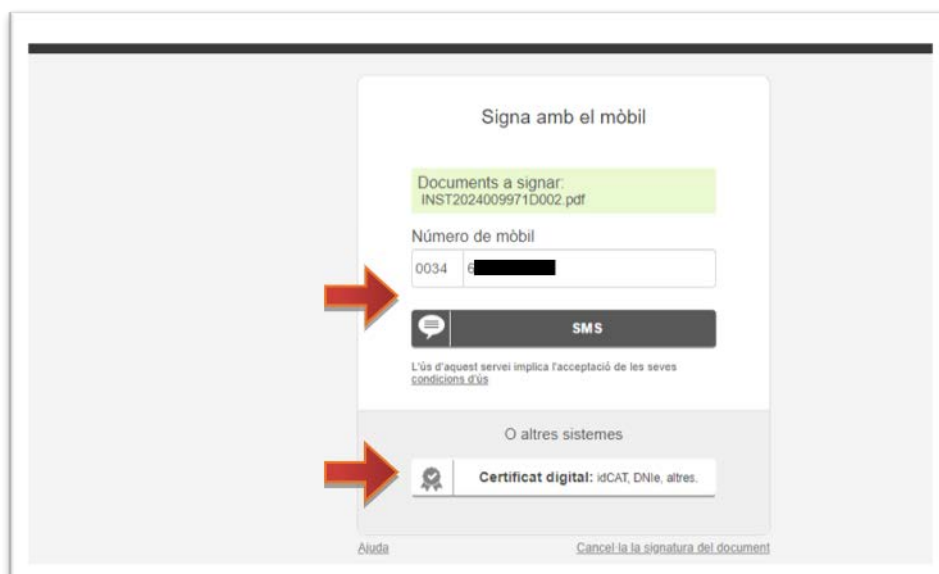 Signa amb el mòbil
Documents a signar:
INST2024009971D002.pdf
Número de mòbil
0034 6
SMS
L'ús d'aquest servei implica l'acceptació de les seves
condicions d'ús
O altres sistemes
Certificat digital: idCAT, DNIe, altres.
Ajuda
Cancel·la la signatura del document